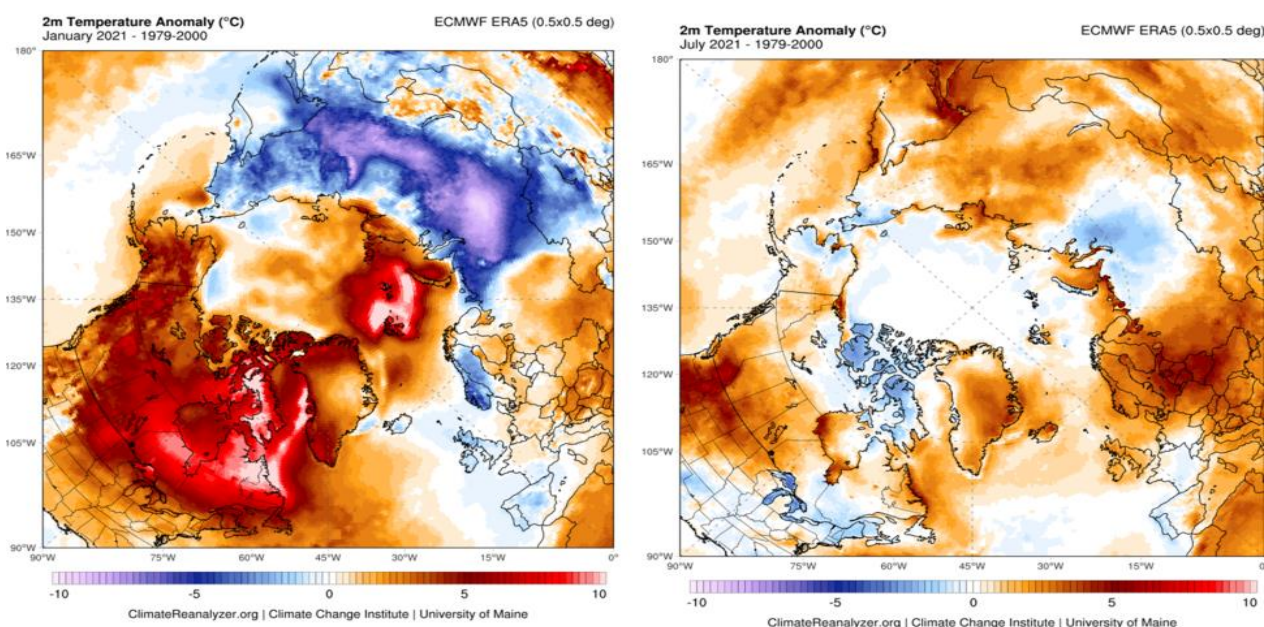 2m Temperature Anomaly (°C)
ECMWF ERA5 (0.5x0.5 deg)
January 2021 - 1979-2000
180°
165°W
150°W
135°W
120°W
105°W
90°W
90°W 75°W 60°W 45°W 30°W 15°W 0°
-10 -5 0 5 10
ClimateReanalyzer.org | Climate Change Institute | University of Maine
2m Temperature Anomaly (°C)
ECMWF ERA5 (0.5x0.5 deg)
July 2021 - 1979-2000
180°
165°W
150°W
135°W
120°W
105°W
90°W
90°W 75°W 60°W 45°W 30°W 15°W 0°
-10 -5 0 5 10
ClimateReanalyzer.org | Climate Change Institute | University of Maine